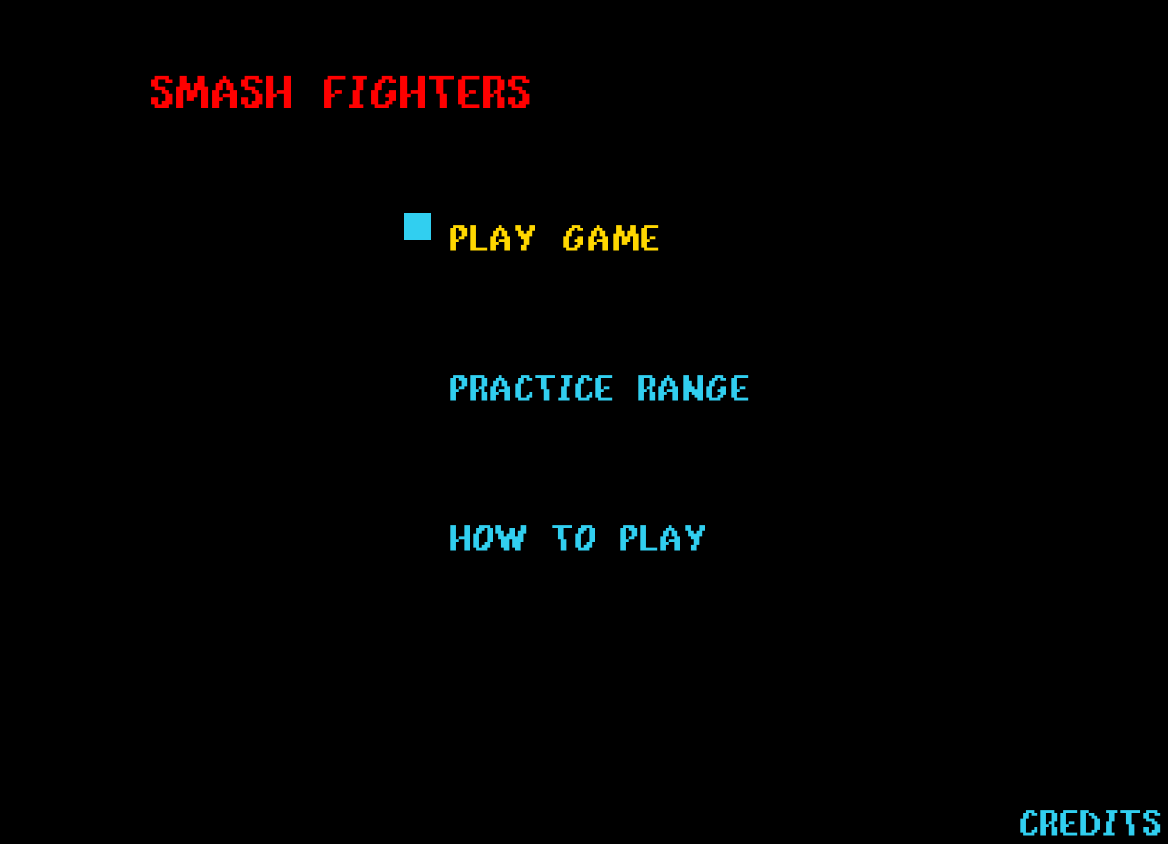 SMASH FIGHTERS
PLAY GAME
PRACTICE RANGE
HOW TO PLAY
CREDITS